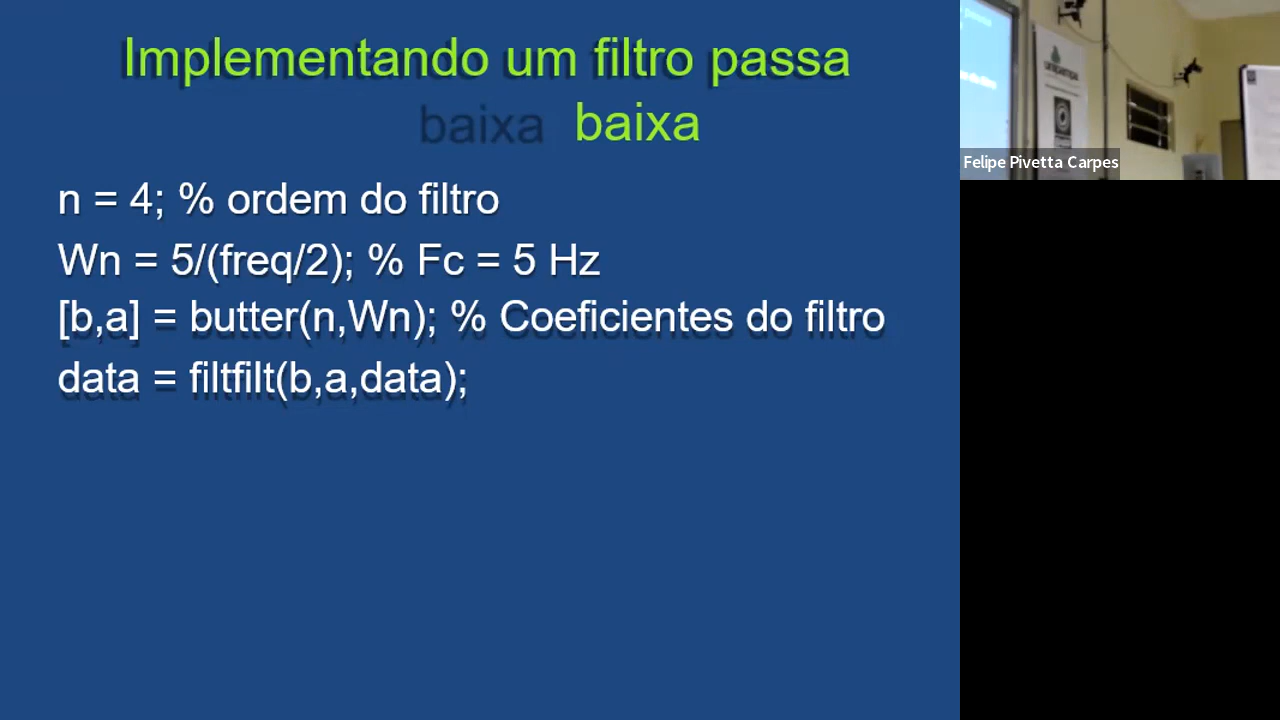 Implementando um filtro passa
baixa baixa
n = 4; % ordem do filtro
Wn = 5/(freq/2); % Fc = 5 Hz
[b,a] = butter(n,Wn); % Coeficientes do filtro
data = filtfilt(b,a,data);
Felipe Pivetta Carpes